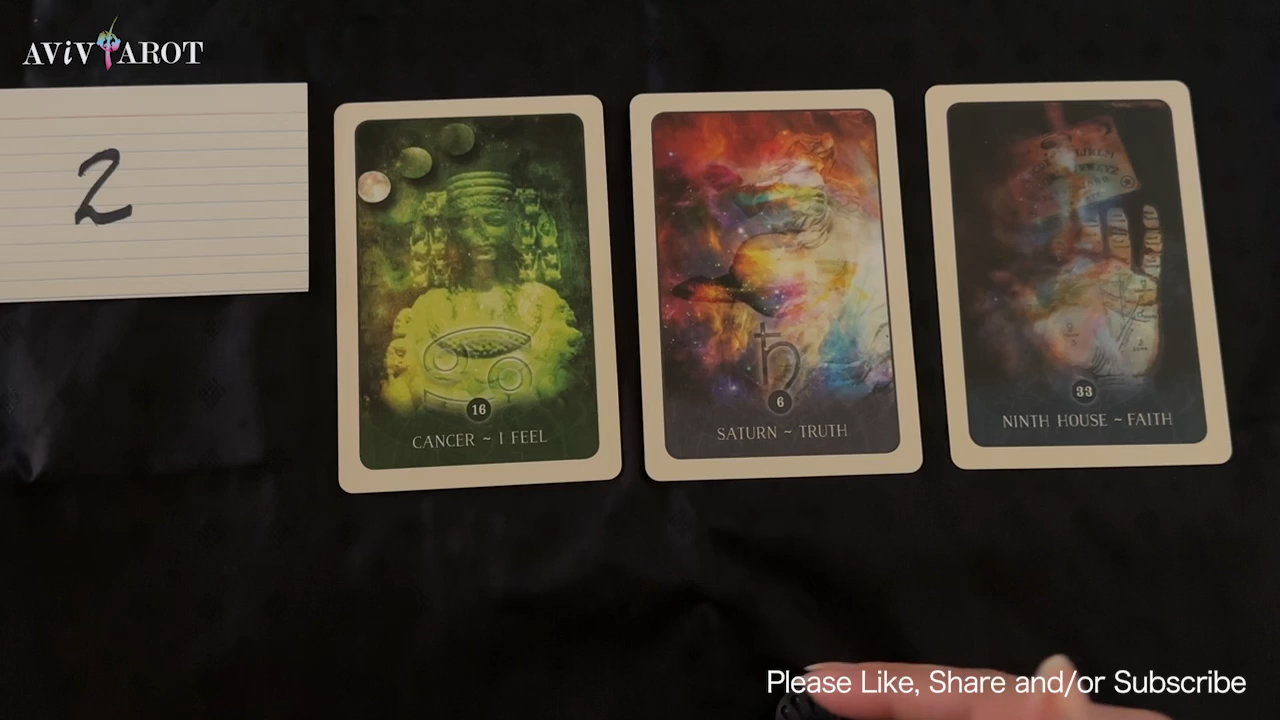 AViVTAROT
2
16
CANCER ~ I FEEL
6
SATURN ~ TRUTH
33
NINTH HOUSE ~ FAITH
Please Like, Share and/or Subscribe